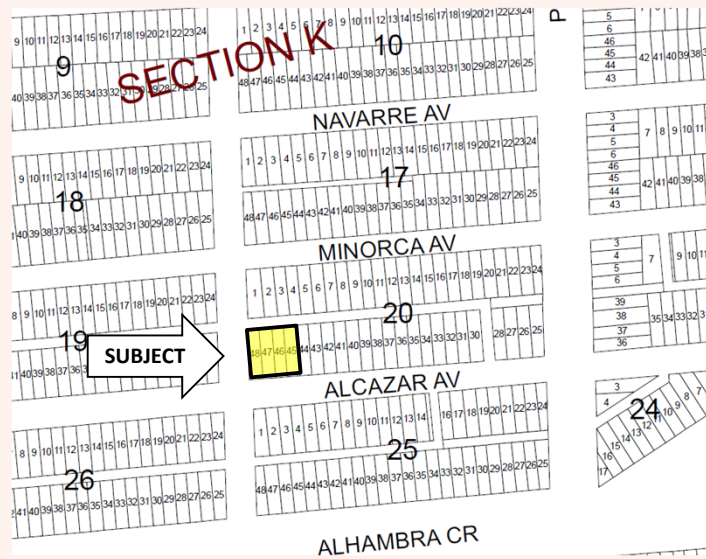 9 10 11 12 13 14 15 16 17 18 19 20 21 22 23 24
9
40 39 38 37 36 35 34 33 32 31 30 29 28 27 26 25
SECTION K
1 2 3 4 5 6 7 8 9 10 11 12 13 14 15 16 17 18 19 20 21 22 23 24
10
48 47 46 45 44 43 42 41 40 39 38 37 36 35 34 33 32 31 30 29 28 27 26 25
P
5
6
46
45
44
43
42 41 40 39 38
NAVARRE AV
9 10 11 12 13 14 15 16 17 18 19 20 21 22 23 24
18
40 39 38 37 36 35 34 33 32 31 30 29 28 27 26 25
1 2 3 4 5 6 7 8 9 10 11 12 13 14 15 16 17 18 19 20 21 22 23 24
17
48 47 46 45 44 43 42 41 40 39 38 37 36 35 34 33 32 31 30 29 28 27 26 25
3
4
5
6
46
45
44
43
7 8 9 10 11
42 41 40 39 38
MINORCA AV
8 9 10 11 12 13 14 15 16 17 18 19 20 21 22 23 24
19
41 40 39 38 37 36
SUBJECT
1 2 3 4 5 6 7 8 9 10 11 12 13 14 15 16 17 18 19 20 21 22 23 24
20
48 47 46 45 44 43 42 41 40 39 38 37 36 35 34 33 32 31 30 28 27 26 25
3
4
5
6
7 9 10 11
39
38
37
36
35 34 33 32 3
ALCAZAR AV
8 9 10 11 12 13 14 15 16 17 18 19 20 21 22 23 24
26
41 40 39 38 37 36 35 34 33 32 31 30 29 28 27 26 25
1 2 3 4 5 6 7 8 9 10 11 12 13 14 16 17 18 19 20 21 22 23 24
25
48 47 46 45 44 43 42 41 40 39 38 37 36 35 34 33 32 31 30 29 28 27 26 25
3
4
24
17 16 15 14 13 12 11 10 9 8 7
ALHAMBRA CR